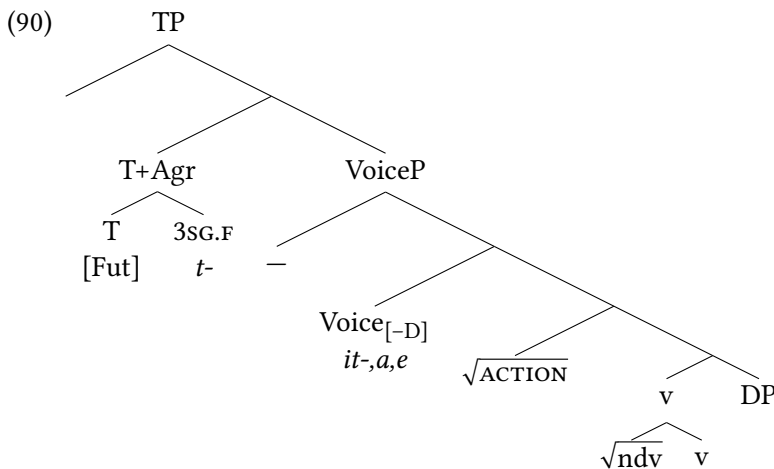 (90) TP
T+Agr VoiceP
T 3SG.F
[Fut] t- –
Voice[–D]
it-,a,e √ACTION
v DP
√ndv v